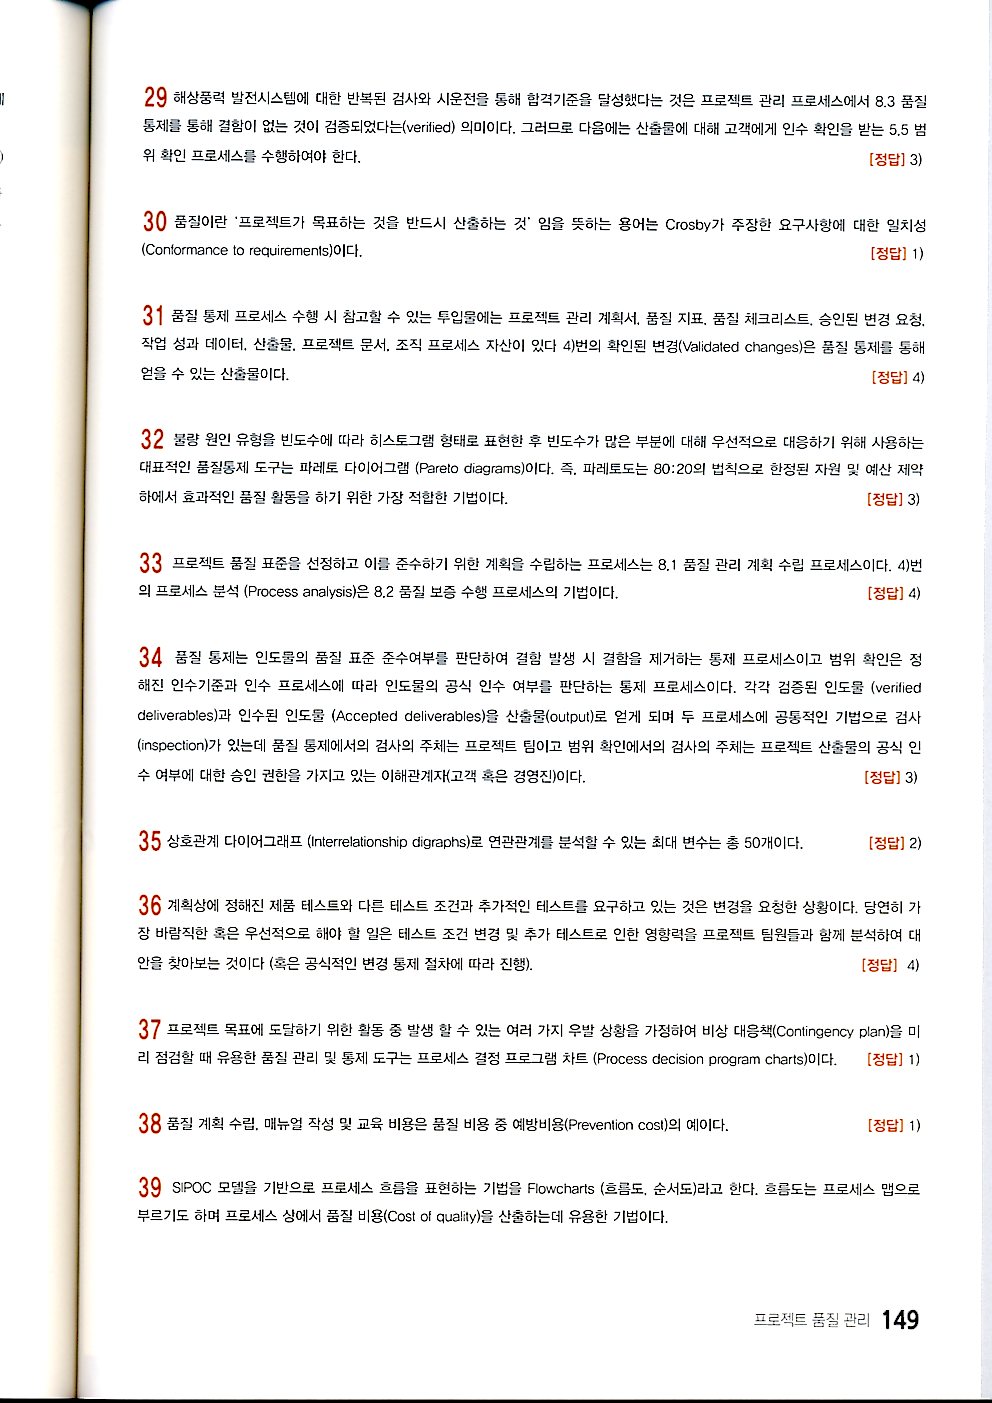 29 해상풍력 발전시스템에 대한 반복된 검사와 시운전을 통해 합격기준을 달성했다는 것은 프로젝트 관리 프로세스에서 8.3 품질
통제를 통해 결함이 없는 것이 검증되었다는(verified) 의미이다. 그러므로 다음에는 산출물에 대해 고객에게 인수 확인을 받는 5.5 범
위 확인 프로세스를 수행하여야 한다. [정답] 3)
30 품질이란 '프로젝트가 목표하는 것을 반드시 산출하는 것' 임을 뜻하는 용어는 Crosby가 주장한 요구사항에 대한 일치성
(Conformance to requirements)이다. [정답] 1)
31 품질 통제 프로세스 수행 시 참고할 수 있는 투입물에는 프로젝트 관리 계획서, 품질 지표, 품질 체크리스트, 승인된 변경 요청,
작업 성과 데이터, 산출물, 프로젝트 문서, 조직 프로세스 자산이 있다 4)번의 확인된 변경(Validated changes)은 품질 통제를 통해
얻을 수 있는 산출물이다. [정답] 4)
32 불량 원인 유형을 빈도수에 따라 히스토그램 형태로 표현한 후 빈도수가 많은 부분에 대해 우선적으로 대응하기 위해 사용하는
대표적인 품질통제 도구는 파레토 다이어그램 (Pareto diagrams)이다. 즉, 파레토도는 80:20의 법칙으로 한정된 자원 및 예산 제약
하에서 효과적인 품질 활동을 하기 위한 가장 적합한 기법이다. [정답] 3)
33 프로젝트 품질 표준을 선정하고 이를 준수하기 위한 계획을 수립하는 프로세스는 8.1 품질 관리 계획 수립 프로세스이다. 4)번
의 프로세스 분석 (Process analysis)은 8.2 품질 보증 수행 프로세스의 기법이다. [정답] 4)
34 품질 통제는 인도물의 품질 표준 준수여부를 판단하여 결함 발생 시 결함을 제거하는 통제 프로세스이고 범위 확인은 정
해진 인수기준과 인수 프로세스에 따라 인도물의 공식 인수 여부를 판단하는 통제 프로세스이다. 각각 검증된 인도물 (verified
deliverables)과 인수된 인도물 (Accepted deliverables)을 산출물(output)로 얻게 되며 두 프로세스에 공통적인 기법으로 검사
(inspection)가 있는데 품질 통제에서의 검사의 주체는 프로젝트 팀이고 범위 확인에서의 검사의 주체는 프로젝트 산출물의 공식 인
수 여부에 대한 승인 권한을 가지고 있는 이해관계자(고객 혹은 경영진)이다. [정답] 3)
35 상호관계 다이어그래프 (Interrelationship digraphs)로 연관관계를 분석할 수 있는 최대 변수는 총 50개이다. [정답] 2)
36 계획상에 정해진 제품 테스트와 다른 테스트 조건과 추가적인 테스트를 요구하고 있는 것은 변경을 요청한 상황이다. 당연히 가
장 바람직한 혹은 우선적으로 해야 할 일은 테스트 조건 변경 및 추가 테스트로 인한 영향력을 프로젝트 팀원들과 함께 분석하여 대
안을 찾아보는 것이다 (혹은 공식적인 변경 통제 절차에 따라 진행). [정답] 4)
37 프로젝트 목표에 도달하기 위한 활동 중 발생 할 수 있는 여러 가지 우발 상황을 가정하여 비상 대응책(Contingency plan)을 미
리 점검할 때 유용한 품질 관리 및 통제 도구는 프로세스 결정 프로그램 차트 (Process decision program charts)이다. [정답] 1)
38 품질 계획 수립, 매뉴얼 작성 및 교육 비용은 품질 비용 중 예방비용(Prevention cost)의 예이다. [정답] 1)
39 SIPOC 모델을 기반으로 프로세스 흐름을 표현하는 기법을 Flowcharts (흐름도, 순서도)라고 한다. 흐름도는 프로세스 맵으로
부르기도 하며 프로세스 상에서 품질 비용(Cost of quality)을 산출하는데 유용한 기법이다.
프로젝트 품질 관리 149